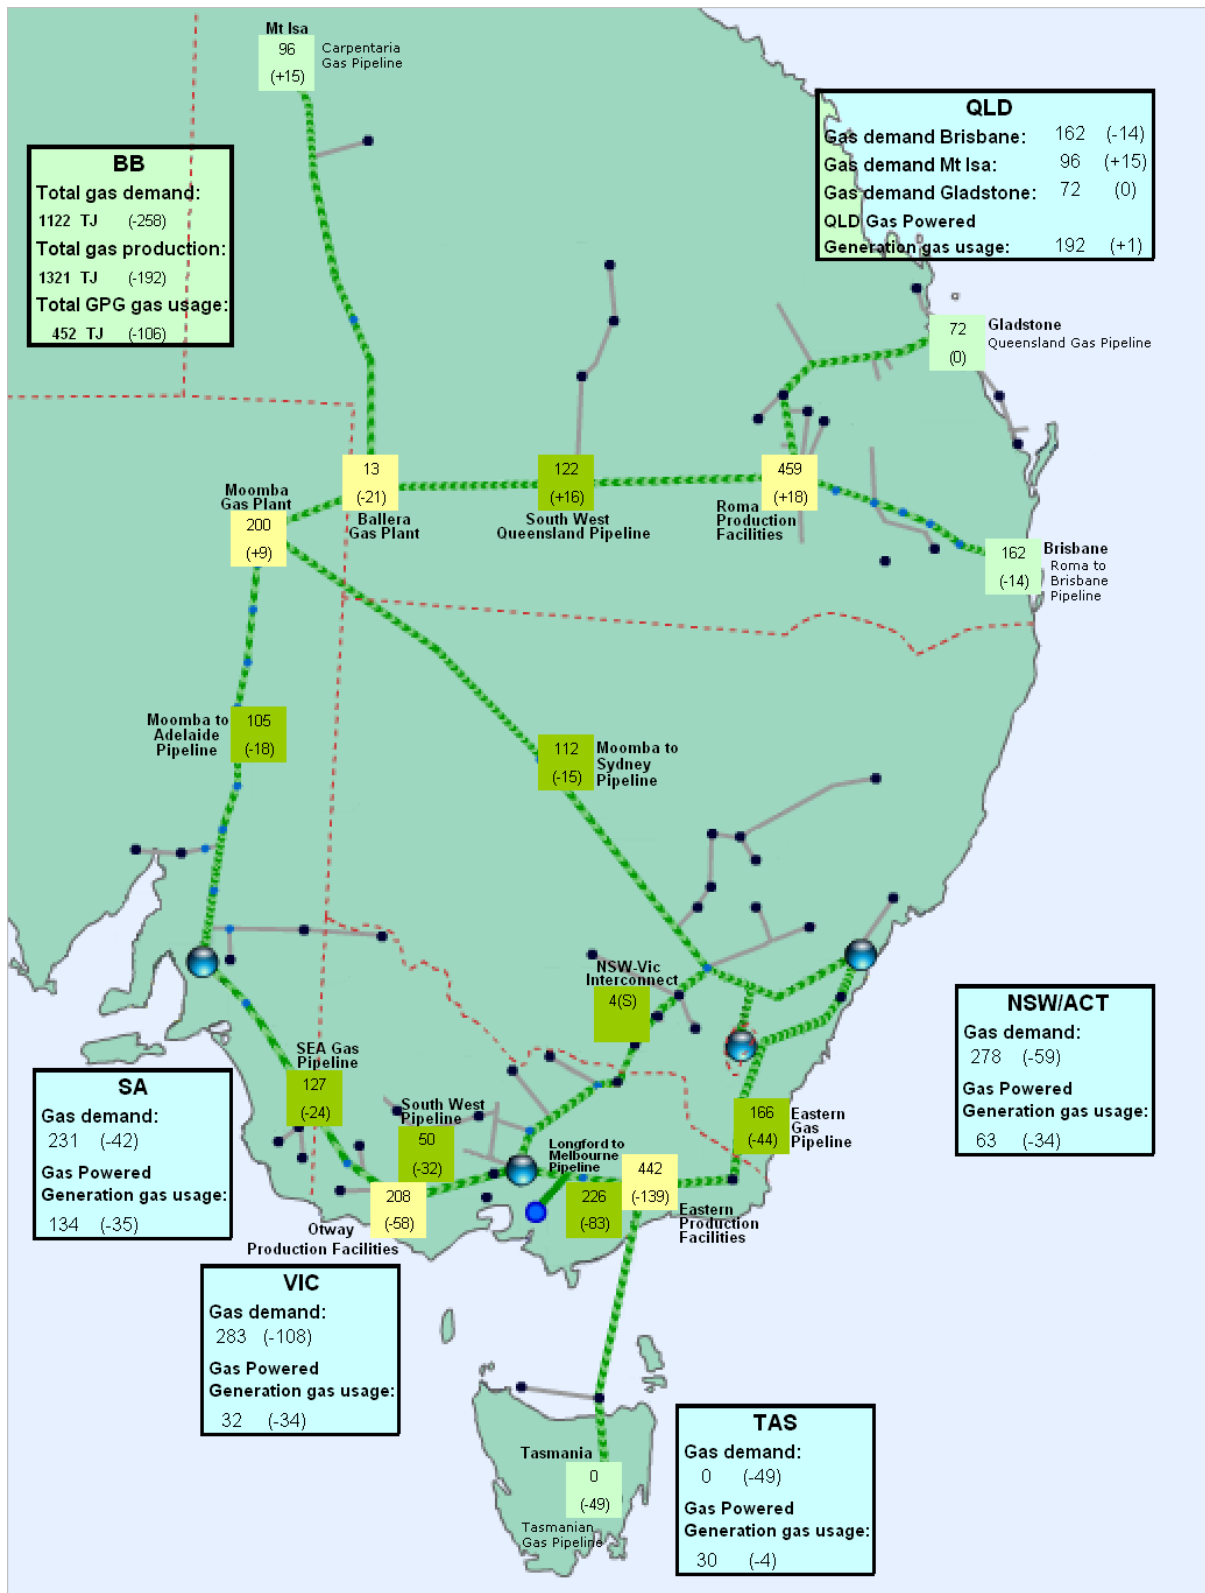 Mt Isa
96
(+15)
Carpentaria
Gas Pipeline
QLD
Gas demand Brisbane: 162 (-14)
Gas demand Mt Isa: 96 (+15)
Gas demand Gladstone: 72 (0)
QLD Gas Powered
Generation gas usage: 192 (+1)
BB
Total gas demand:
1122 TJ (-258)
Total gas production:
1321 TJ (-192)
Total GPG gas usage:
452 TJ (-106)
72
(0)
Gladstone
Queensland Gas Pipeline
13
(-21)
Ballera
Gas Plant
122
(+16)
South West
Queensland Pipeline
459
(+18)
Roma
Production
Facilities
Moomba
Gas Plant
200
(+9)
162
(-14)
Brisbane
Roma to
Brisbane
Pipeline
Moomba to
Adelaide
Pipeline
105
(-18)
112
(-15)
Moomba to
Sydney
Pipeline
NSW-Vic
Interconnect
4(S)
NSW/ACT
Gas demand:
278 (-59)
Gas Powered
Generation gas usage:
63 (-34)
SEA Gas
Pipeline
127
(-24)
SA
Gas demand:
231 (-42)
Gas Powered
Generation gas usage:
134 (-35)
South West
Pipeline
50
(-32)
166
(-44)
Eastern
Gas
Pipeline
Longford to
Melbourne
Pipeline
226
(-83)
442
(-139)
Eastern
Production
Facilities
208
(-58)
Otway
Production Facilities
VIC
Gas demand:
283 (-108)
Gas Powered
Generation gas usage:
32 (-34)
TAS
Gas demand:
0 (-49)
Gas Powered
Generation gas usage:
30 (-4)
Tasmania
0
(-49)
Tasmanian
Gas Pipeline